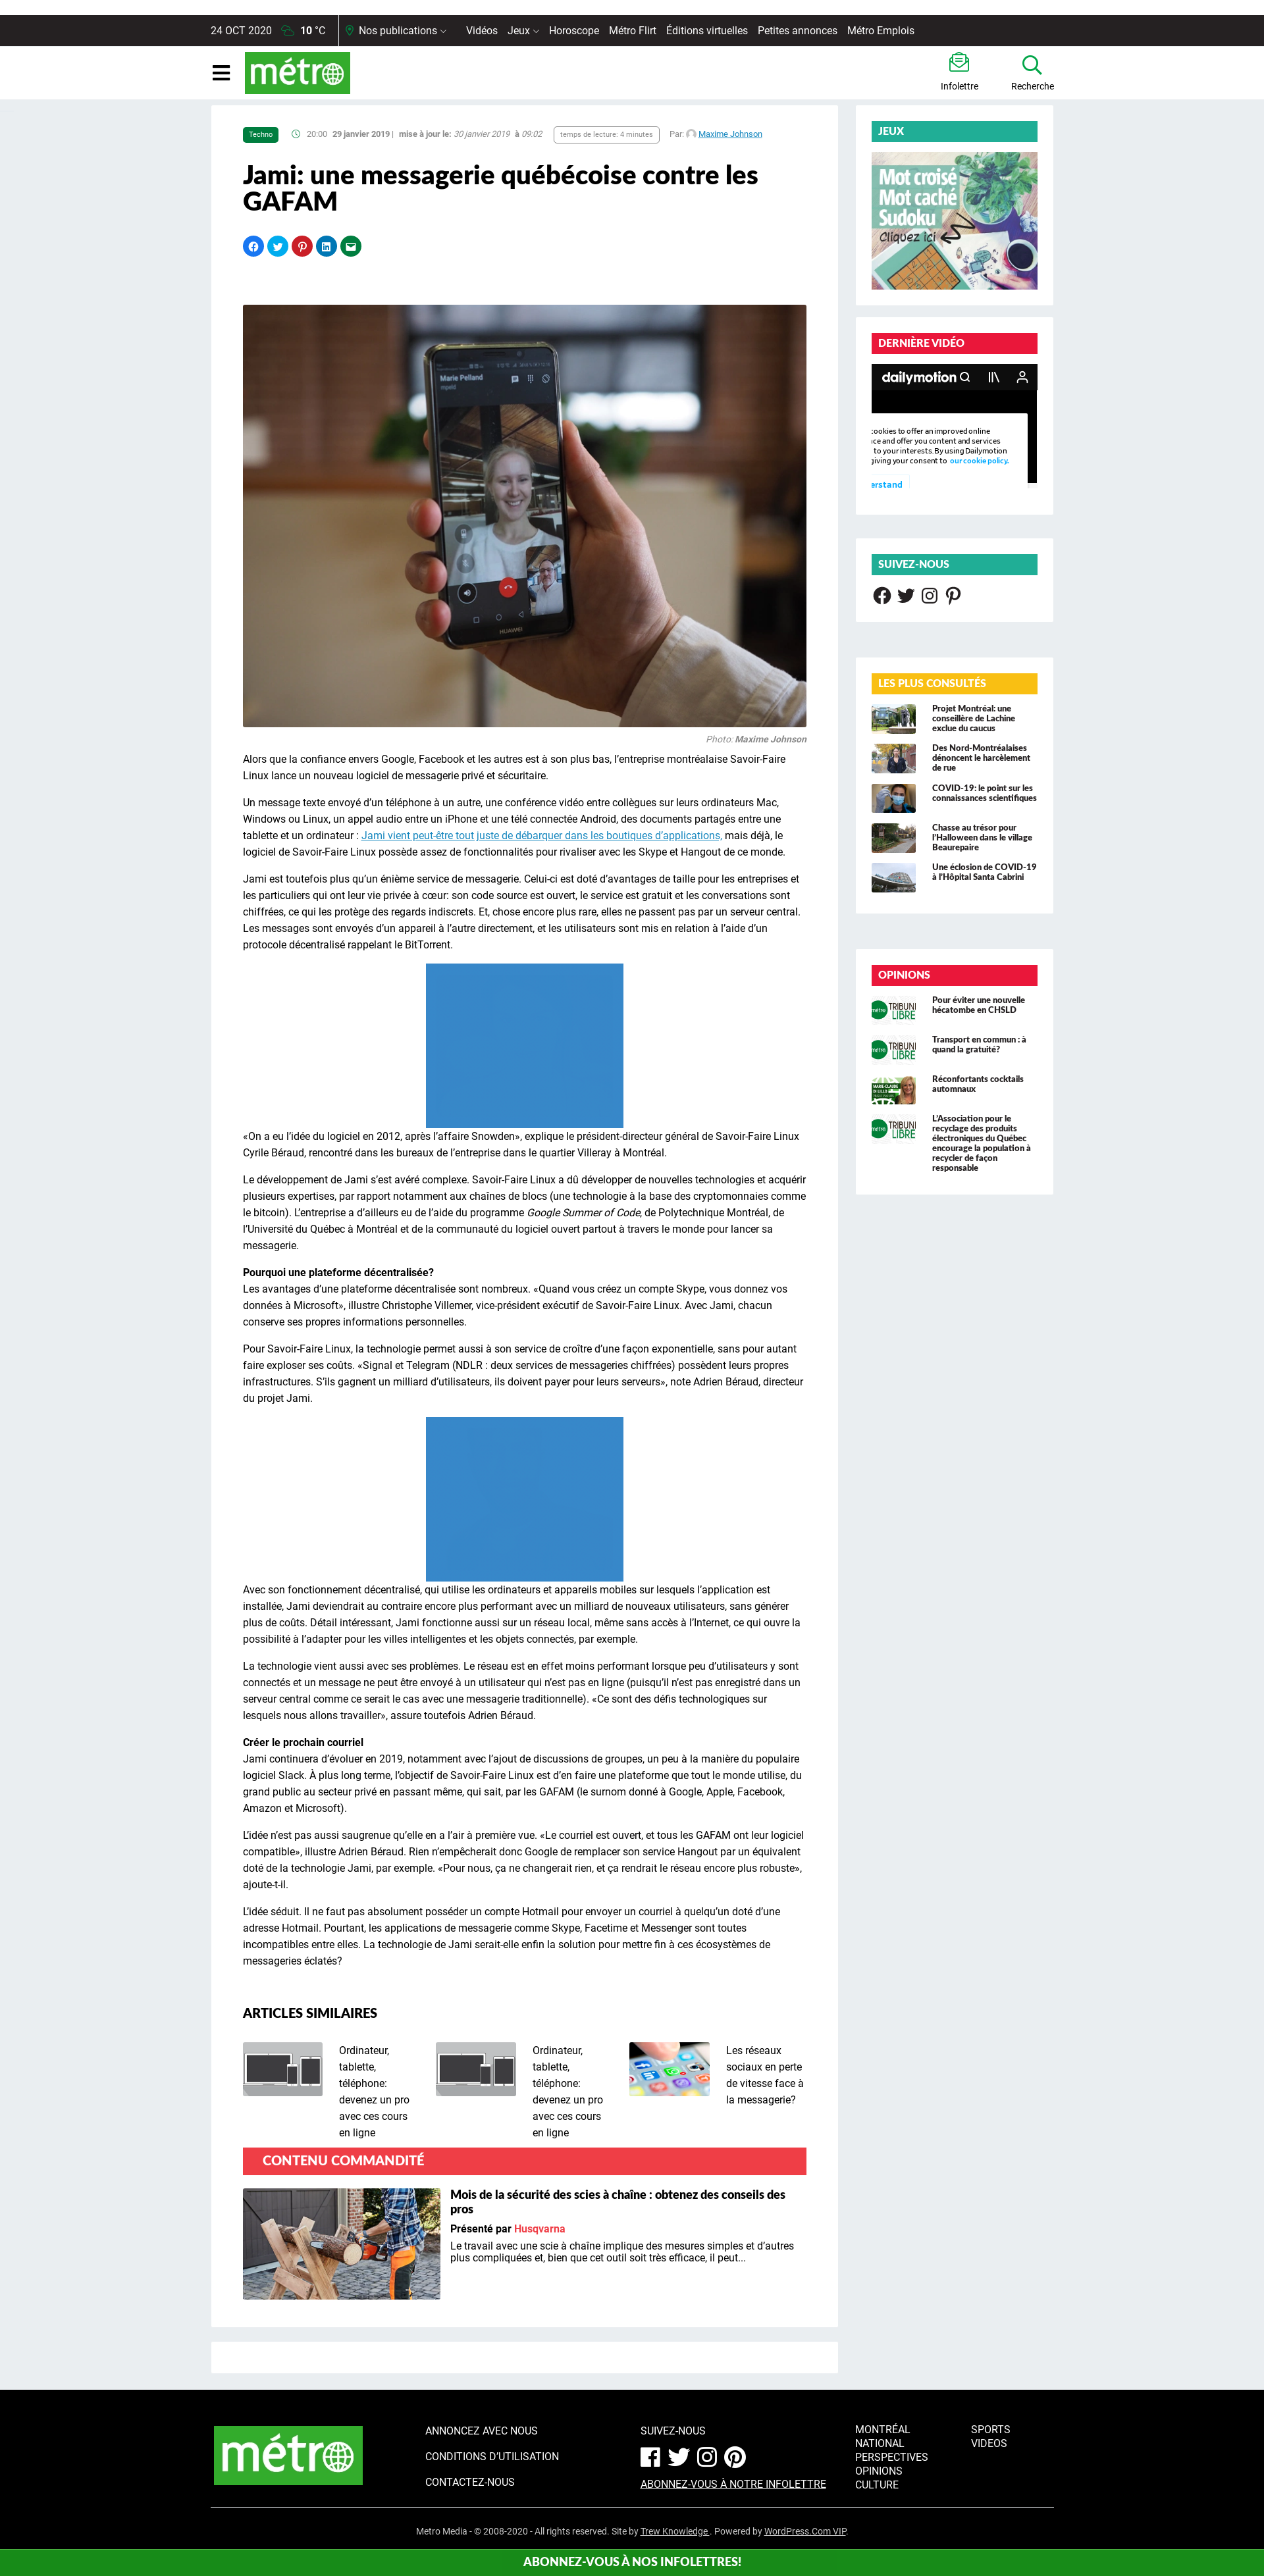 24 OCT 2020 10 °C Nos publications Vidéos Jeux Horoscope Métro Flirt Éditions virtuelles Petites annonces Métro Emplois
métro
Infolettre
Recherche
Techno 20:00 29 janvier 2019 | mise à jour le: 30 janvier 2019 à 09:02 temps de lecture: 4 minutes Par: Maxime Johnson
Jami: une messagerie québécoise contre les
GAFAM
Marie Pelland
mpelld
HUAWEI
Photo: Maxime Johnson
Alors que la confiance envers Google, Facebook et les autres est à son plus bas, l’entreprise montréalaise Savoir-Faire
Linux lance un nouveau logiciel de messagerie privé et sécuritaire.
Un message texte envoyé d’un téléphone à un autre, une conférence vidéo entre collègues sur leurs ordinateurs Mac,
Windows ou Linux, un appel audio entre un iPhone et une télé connectée Android, des documents partagés entre une
tablette et un ordinateur : Jami vient peut-être tout juste de débarquer dans les boutiques d’applications, mais déjà, le
logiciel de Savoir-Faire Linux possède assez de fonctionnalités pour rivaliser avec les Skype et Hangout de ce monde.
Jami est toutefois plus qu’un énième service de messagerie. Celui-ci est doté d’avantages de taille pour les entreprises et
les particuliers qui ont leur vie privée à cœur: son code source est ouvert, le service est gratuit et les conversations sont
chiffrées, ce qui les protège des regards indiscrets. Et, chose encore plus rare, elles ne passent pas par un serveur central.
Les messages sont envoyés d’un appareil à l’autre directement, et les utilisateurs sont mis en relation à l’aide d’un
protocole décentralisé rappelant le BitTorrent.
«On a eu l’idée du logiciel en 2012, après l’affaire Snowden», explique le président-directeur général de Savoir-Faire Linux
Cyrile Béraud, rencontré dans les bureaux de l’entreprise dans le quartier Villeray à Montréal.
Le développement de Jami s’est avéré complexe. Savoir-Faire Linux a dû développer de nouvelles technologies et acquérir
plusieurs expertises, par rapport notamment aux chaînes de blocs (une technologie à la base des cryptomonnaies comme
le bitcoin). L’entreprise a d’ailleurs eu de l’aide du programme Google Summer of Code, de Polytechnique Montréal, de
l’Université du Québec à Montréal et de la communauté du logiciel ouvert partout à travers le monde pour lancer sa
messagerie.
Pourquoi une plateforme décentralisée?
Les avantages d’une plateforme décentralisée sont nombreux. «Quand vous créez un compte Skype, vous donnez vos
données à Microsoft», illustre Christophe Villemer, vice-président exécutif de Savoir-Faire Linux. Avec Jami, chacun
conserve ses propres informations personnelles.
Pour Savoir-Faire Linux, la technologie permet aussi à son service de croître d’une façon exponentielle, sans pour autant
faire exploser ses coûts. «Signal et Telegram (NDLR : deux services de messageries chiffrées) possèdent leurs propres
infrastructures. S’ils gagnent un milliard d’utilisateurs, ils doivent payer pour leurs serveurs», note Adrien Béraud, directeur
du projet Jami.
Avec son fonctionnement décentralisé, qui utilise les ordinateurs et appareils mobiles sur lesquels l’application est
installée, Jami deviendrait au contraire encore plus performant avec un milliard de nouveaux utilisateurs, sans générer
plus de coûts. Détail intéressant, Jami fonctionne aussi sur un réseau local, même sans accès à l’Internet, ce qui ouvre la
possibilité à l’adapter pour les villes intelligentes et les objets connectés, par exemple.
La technologie vient aussi avec ses problèmes. Le réseau est en effet moins performant lorsque peu d’utilisateurs y sont
connectés et un message ne peut être envoyé à un utilisateur qui n’est pas en ligne (puisqu’il n’est pas enregistré dans un
serveur central comme ce serait le cas avec une messagerie traditionnelle). «Ce sont des défis technologiques sur
lesquels nous allons travailler», assure toutefois Adrien Béraud.
Créer le prochain courriel
Jami continuera d’évoluer en 2019, notamment avec l’ajout de discussions de groupes, un peu à la manière du populaire
logiciel Slack. À plus long terme, l’objectif de Savoir-Faire Linux est d’en faire une plateforme que tout le monde utilise, du
grand public au secteur privé en passant même, qui sait, par les GAFAM (le surnom donné à Google, Apple, Facebook,
Amazon et Microsoft).
L’idée n’est pas aussi saugrenue qu’elle en a l’air à première vue. «Le courriel est ouvert, et tous les GAFAM ont leur logiciel
compatible», illustre Adrien Béraud. Rien n’empêcherait donc Google de remplacer son service Hangout par un équivalent
doté de la technologie Jami, par exemple. «Pour nous, ça ne changerait rien, et ça rendrait le réseau encore plus robuste»,
ajoute-t-il.
L’idée séduit. Il ne faut pas absolument posséder un compte Hotmail pour envoyer un courriel à quelqu’un doté d’une
adresse Hotmail. Pourtant, les applications de messagerie comme Skype, Facetime et Messenger sont toutes
incompatibles entre elles. La technologie de Jami serait-elle enfin la solution pour mettre fin à ces écosystèmes de
messageries éclatés?
ARTICLES SIMILAIRES
Ordinateur,
tablette,
téléphone:
devenez un pro
avec ces cours
en ligne
Ordinateur,
tablette,
téléphone:
devenez un pro
avec ces cours
en ligne
Les réseaux
sociaux en perte
de vitesse face à
la messagerie?
CONTENU COMMANDITÉ
Mois de la sécurité des scies à chaîne : obtenez des conseils des
pros
Présenté par Husqvarna
Le travail avec une scie à chaîne implique des mesures simples et d’autres
plus compliquées et, bien que cet outil soit très efficace, il peut...
JEUX
Mot croisé
Mot caché
Sudoku
Cliquez ici
DERNIÈRE VIDÉO
dailymotion
cookies to offer an improved online
ce and offer you content and services
to your interests. By using Dailymotion
giving your consent to our cookie policy.
erstand
SUIVEZ-NOUS
LES PLUS CONSULTÉS
Projet Montréal: une
conseillère de Lachine
exclue du caucus
Des Nord-Montréalaises
dénoncent le harcèlement
de rue
COVID-19: le point sur les
connaissances scientifiques
Chasse au trésor pour
l’Halloween dans le village
Beaurepaire
Une éclosion de COVID-19
à l’Hôpital Santa Cabrini
OPINIONS
métro TRIBUNE
LIBRE
Pour éviter une nouvelle
hécatombe en CHSLD
métro TRIBUNE
LIBRE
Transport en commun : à
quand la gratuité?
MARIE CLAUDE
DI LILLO
Réconfortants cocktails
automnaux
métro TRIBUNE
LIBRE
L’Association pour le
recyclage des produits
électroniques du Québec
encourage la population à
recycler de façon
responsable
métro
ANNONCEZ AVEC NOUS
CONDITIONS D’UTILISATION
CONTACTEZ-NOUS
SUIVEZ-NOUS
ABONNEZ-VOUS À NOTRE INFOLETTRE
MONTRÉAL
NATIONAL
PERSPECTIVES
OPINIONS
CULTURE
SPORTS
VIDEOS
Metro Media - © 2008-2020 - All rights reserved. Site by Trew Knowledge . Powered by WordPress.Com VIP.
ABONNEZ-VOUS À NOS INFOLETTRES!